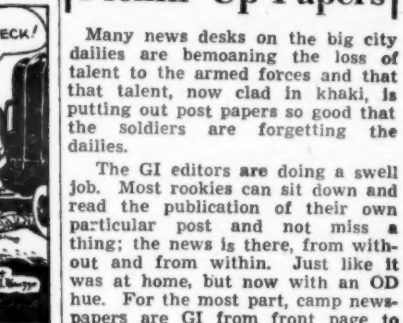 ECK!
Up Papers
Many news desks on the big city
dailies are bemoaning the loss of
talent to the armed forces and that
that talent, now clad in khaki, is
putting out post papers so good that
the soldiers are forgetting the
dailies.
The GI editors are doing a swell
job. Most rookies can sit down and
read the publication of their own
particular post and not miss a
thing; the news is there, from with-
out and from within. Just like it
was at home, but now with an OD
hue. For the most part, camp news-
papers are GI from front page to